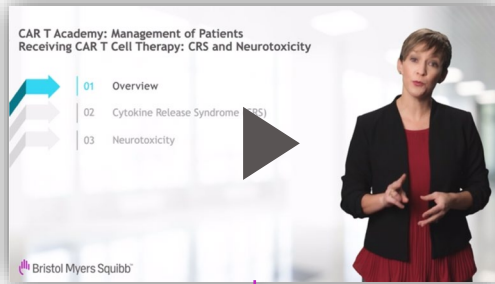 CAR T Academy: Management of Patients
Receiving CAR T Cell Therapy: CRS and Neurotoxicity
01 Overview
02 Cytokine Release Syndrome
03 Neurotoxicity
Bristol Myers Squibb™